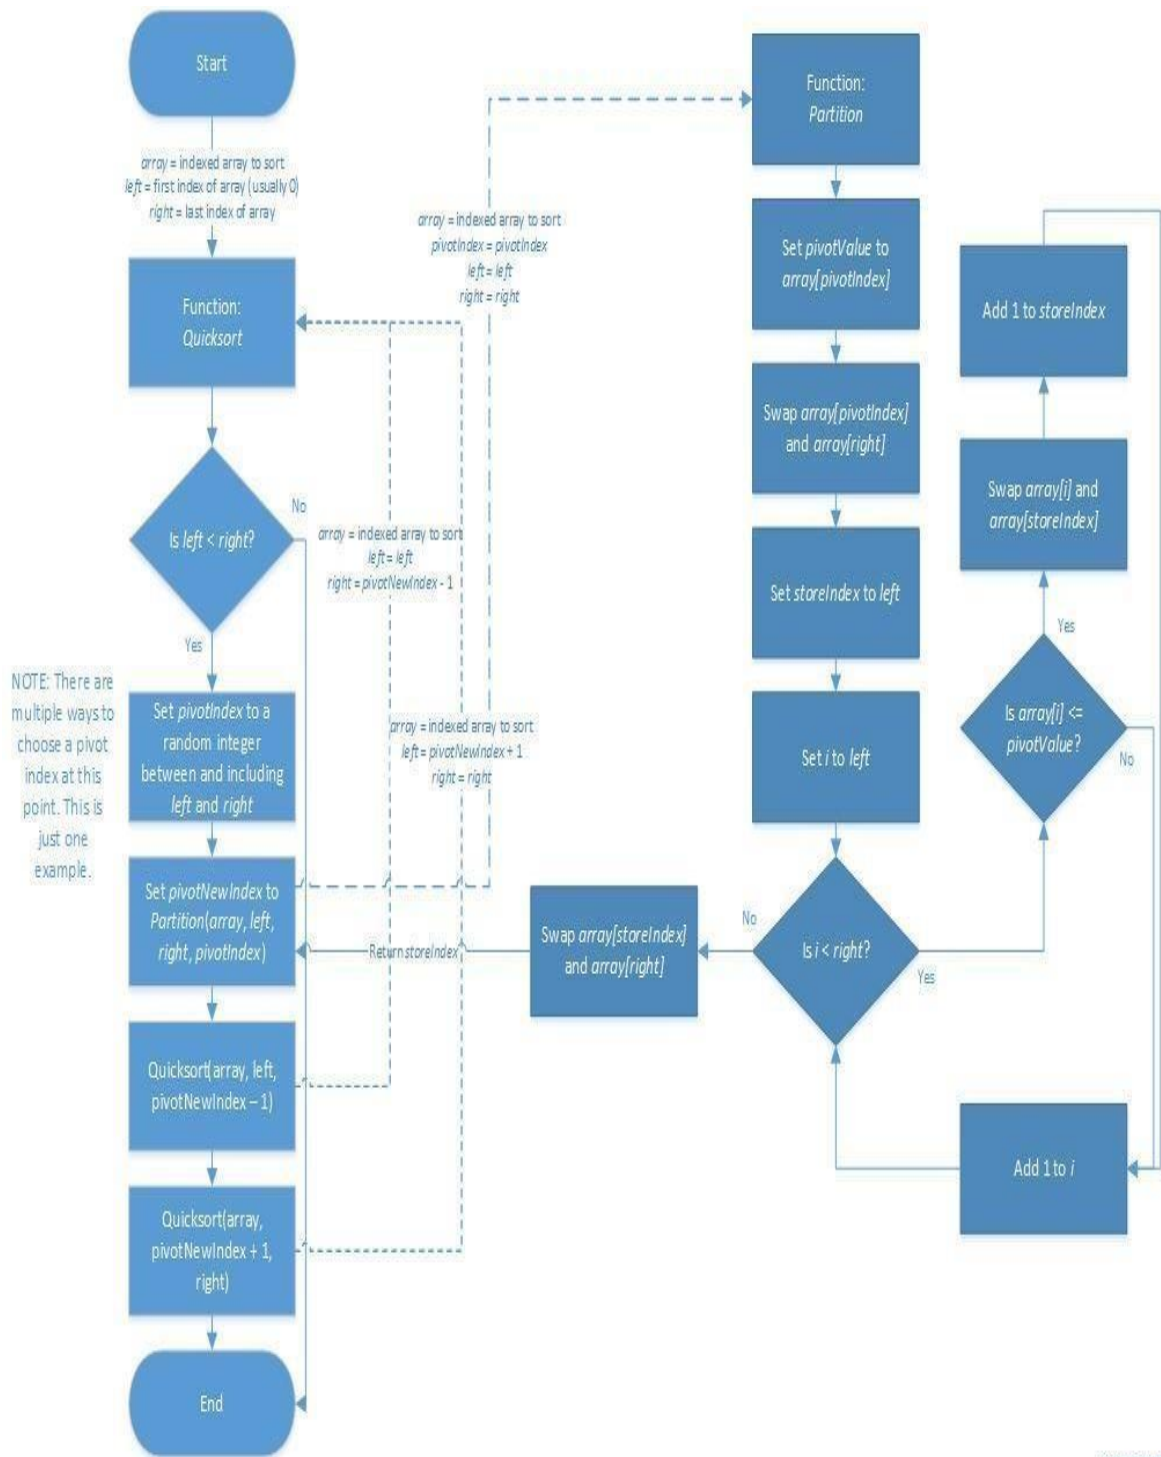 Start
array = indexed array to sort
left = first index of array (usually 0)
right = last index of array
Function:
Quicksort
Is left < right?
No
Yes
NOTE: There are
multiple ways to
choose a pivot
index at this
point. This is
just one
example.
Set pivotIndex to a
random integer
between and including
left and right
Set pivotNewIndex to
Partition(array, left,
right, pivotIndex)
Quicksort(array, left,
pivotNewIndex – 1)
Quicksort(array,
pivotNewIndex + 1,
right)
End
array = indexed array to sort
pivotIndex = pivotIndex
left = left
right = right
array = indexed array to sort
left = left
right = pivotNewIndex - 1
array = indexed array to sort
left = pivotNewIndex + 1
right = right
Return storeIndex
Function:
Partition
Set pivotValue to
array[pivotIndex]
Swap array[pivotIndex]
and array[right]
Set storeIndex to left
Set i to left
Is i < right?
No
Yes
Swap array[storeIndex]
and array[right]
Add 1 to storeIndex
Swap array[i] and
array[storeIndex]
Yes
Is array[i] <=
pivotValue?
No
Add 1 to i